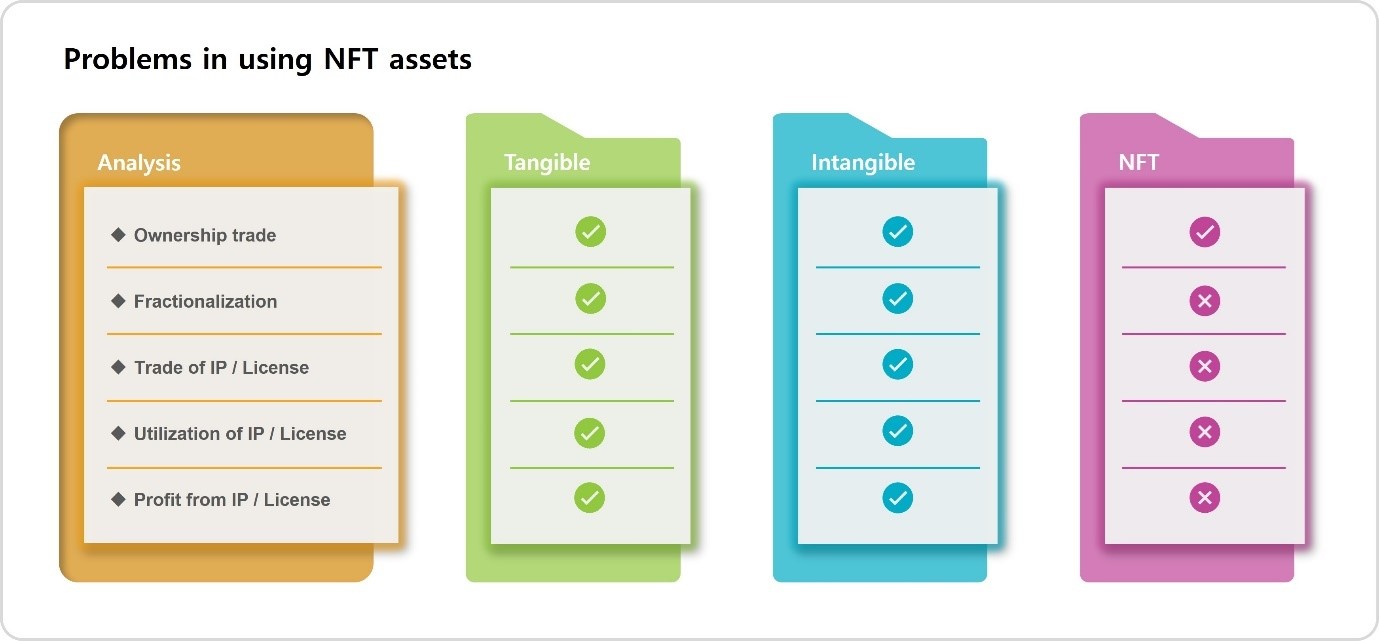 Problems in using NFT assets
Analysis
Tangible
Intangible
NFT
Ownership trade
Fractionalization
Trade of IP / License
Utilization of IP / License
Profit from IP / License